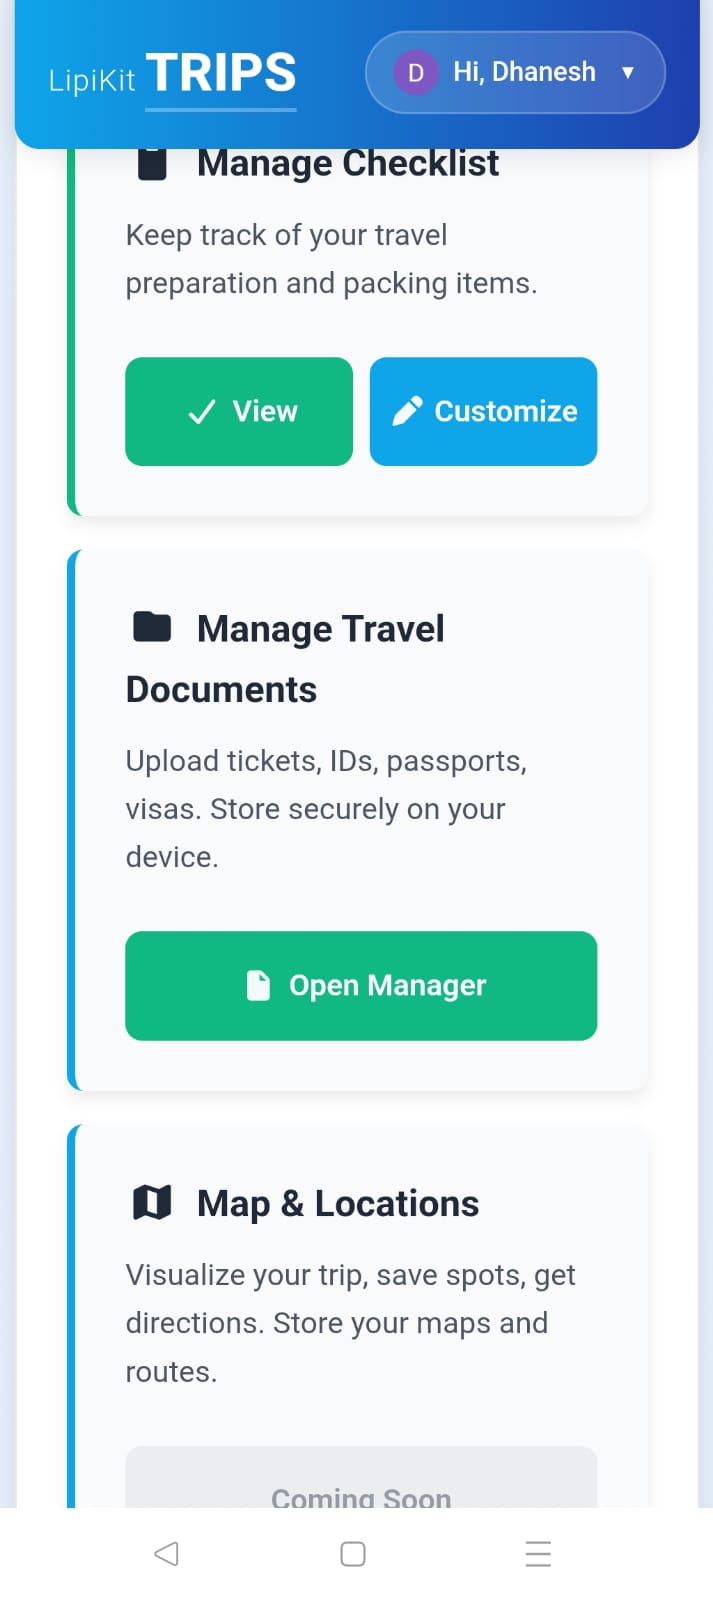 LipiKit TRIPS
D Hi, Dhanesh ▼
Manage Checklist
Keep track of your travel
preparation and packing items.
View
Customize
Manage Travel
Documents
Upload tickets, IDs, passports,
visas. Store securely on your
device.
Open Manager
Map & Locations
Visualize your trip, save spots, get
directions. Store your maps and
routes.
Coming Soon